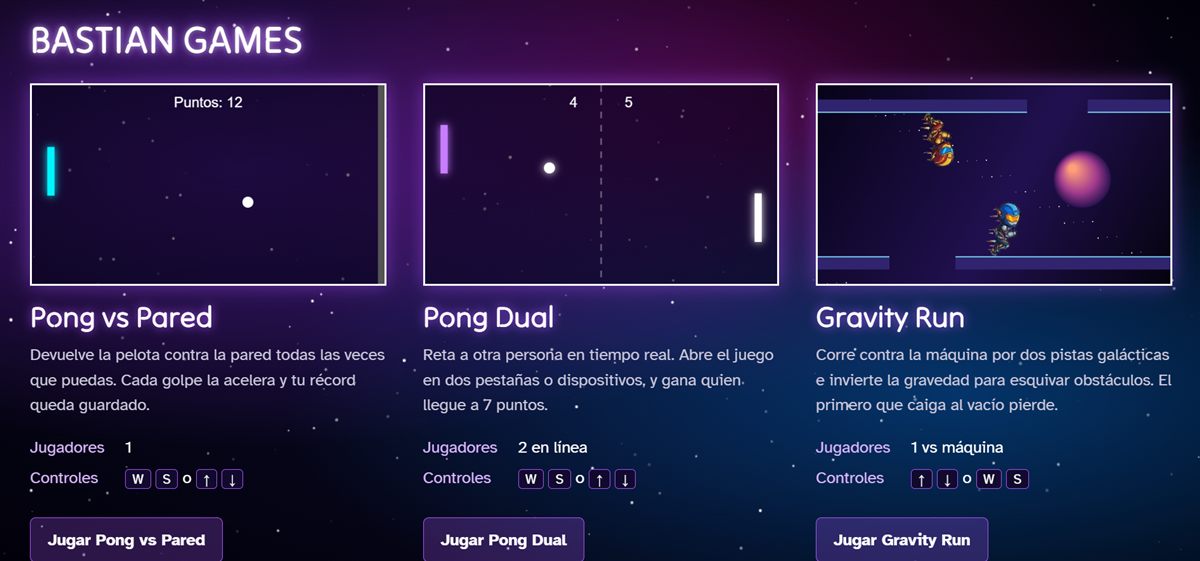 BASTIAN GAMES
Puntos: 12
4 5
Pong vs Pared
Devuelve la pelota contra la pared todas las veces
que puedas. Cada golpe la acelera y tu récord
queda guardado.
Jugadores 1
Controles W S o ↑ ↓
Jugar Pong vs Pared
Pong Dual
Reta a otra persona en tiempo real. Abre el juego
en dos pestañas o dispositivos, y gana quien
llegue a 7 puntos.
Jugadores 2 en línea
Controles W S o ↑ ↓
Jugar Pong Dual
Gravity Run
Corre contra la máquina por dos pistas galácticas
e invierte la gravedad para esquivar obstáculos. El
primero que caiga al vacío pierde.
Jugadores 1 vs máquina
Controles ↑ ↓ o W S
Jugar Gravity Run